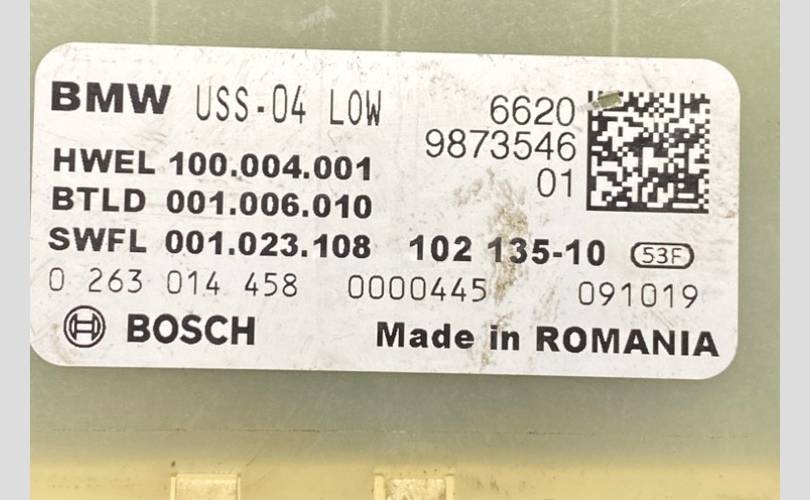 BMW USS-04 LOW 6620
9873546
HWEL 100.004.001
01
BTLD 001.006.010
SWFL 001.023.108 102 135-10 53F
0 263 014 458 0000445 091019
BOSCH Made in ROMANIA